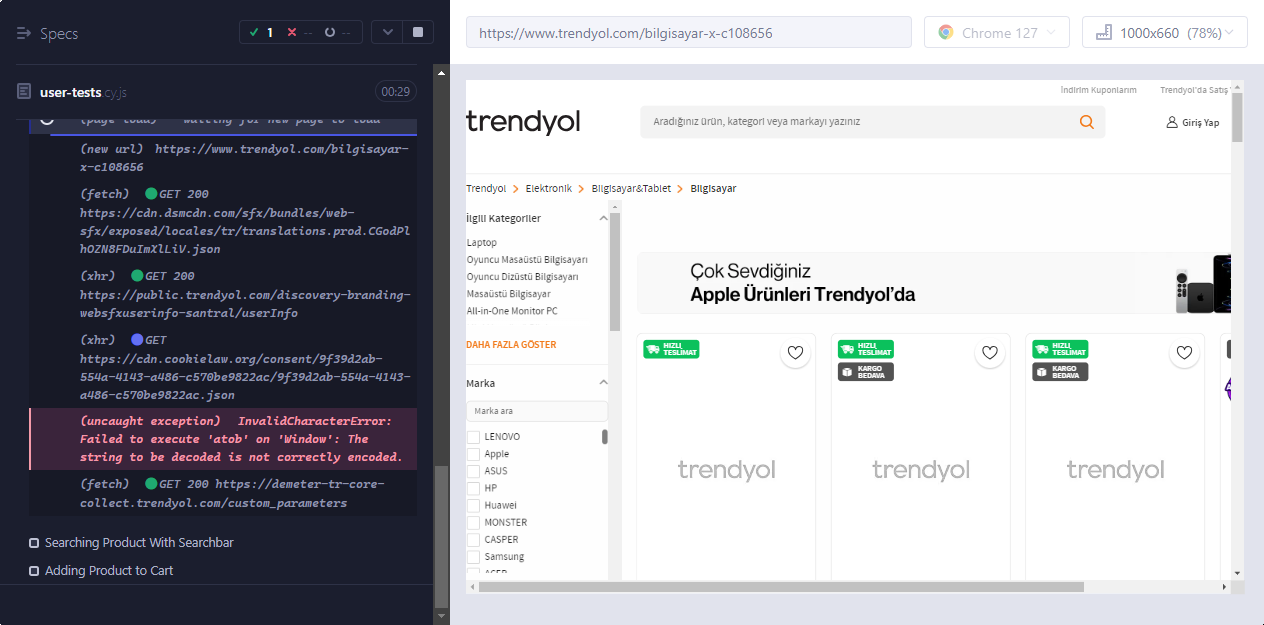 Specs
1
--
--
user-tests.cy.js
00:29
(page load) waiting for new page to load
(new url) https://www.trendyol.com/bilgisayar-
x-c108656
(fetch) GET 200
https://cdn.dsmcdn.com/sfx/bundles/web-
sfx/exposed/locales/tr/translations.prod.CGodPl
hOZN8FDuImXlLiV.json
(xhr) GET 200
https://public.trendyol.com/discovery-branding-
websfxuserinfo-santral/userInfo
(xhr) GET
https://cdn.cookielaw.org/consent/9f39d2ab-
554a-4143-a486-c570be9822ac/9f39d2ab-554a-4143-
a486-c570be9822ac.json
(uncaught exception) InvalidCharacterError:
Failed to execute 'atob' on 'Window': The
string to be decoded is not correctly encoded.
(fetch) GET 200 https://demeter-tr-core-
collect.trendyol.com/custom_parameters
Searching Product With Searchbar
Adding Product to Cart
https://www.trendyol.com/bilgisayar-x-c108656
Chrome 127
1000x660 (78%)
İndirim Kuponlarım
Trendyol'da Satış
trendyol
Aradığınız ürün, kategori veya markayı yazınız
Giriş Yap
Trendyol > Elektronik > Bilgisayar&Tablet > Bilgisayar
İlgili Kategoriler
Laptop
Oyuncu Masaüstü Bilgisayarı
Oyuncu Dizüstü Bilgisayarı
Masaüstü Bilgisayar
All-in-One Monitor PC
DAHA FAZLA GÖSTER
Marka
Marka ara
LENOVO
Apple
ASUS
HP
Huawei
MONSTER
CASPER
Samsung
ACER
Çok Sevdiğiniz
Apple Ürünleri Trendyol'da
HIZLI
TESLİMAT
trendyol
HIZLI
TESLİMAT
KARGO
BEDAVA
trendyol
HIZLI
TESLİMAT
KARGO
BEDAVA
trendyol